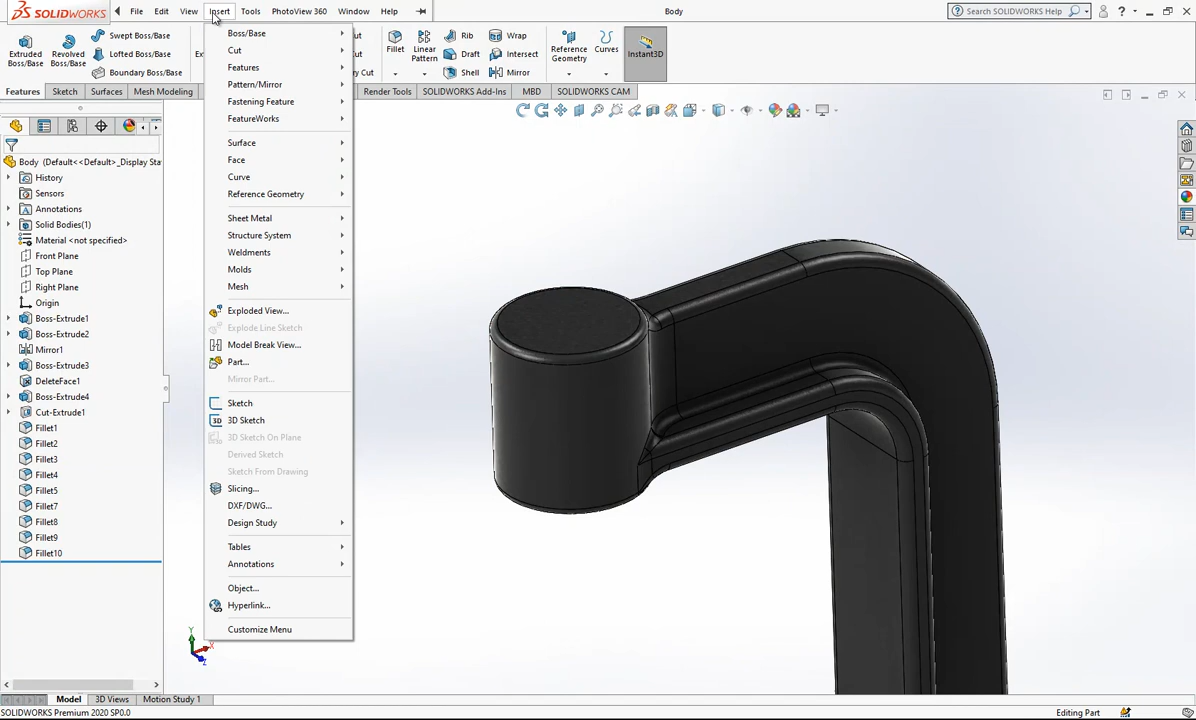 SOLIDWORKS File Edit View Insert Tools PhotoView 360 Window Help Body Search SOLIDWORKS Help ?
Extruded Boss/Base
Revolved Boss/Base
Swept Boss/Base
Lofted Boss/Base
Boundary Boss/Base
Fillet
Linear Pattern
Rib
Draft
Shell
Wrap
Intersect
Mirror
Reference Geometry
Curves
Instant3D
Features Sketch Surfaces Mesh Modeling Render Tools SOLIDWORKS Add-Ins MBD SOLIDWORKS CAM
Body (Default<<Default>_Display Sta
History
Sensors
Annotations
Solid Bodies(1)
Material <not specified>
Front Plane
Top Plane
Right Plane
Origin
Boss-Extrude1
Boss-Extrude2
Mirror1
Boss-Extrude3
DeleteFace1
Boss-Extrude4
Cut-Extrude1
Fillet1
Fillet2
Fillet3
Fillet4
Fillet5
Fillet7
Fillet8
Fillet9
Fillet10
Boss/Base
Cut
Features
Pattern/Mirror
Fastening Feature
FeatureWorks
Surface
Face
Curve
Reference Geometry
Sheet Metal
Structure System
Weldments
Molds
Mesh
Exploded View...
Explode Line Sketch
Model Break View...
Part...
Mirror Part...
Sketch
3D Sketch
3D Sketch On Plane
Derived Sketch
Sketch From Drawing
Slicing...
DXF/DWG...
Design Study
Tables
Annotations
Object...
Hyperlink...
Customize Menu
Y
X
Z
Model 3D Views Motion Study 1
SOLIDWORKS Premium 2020 SP0.0 Editing Part